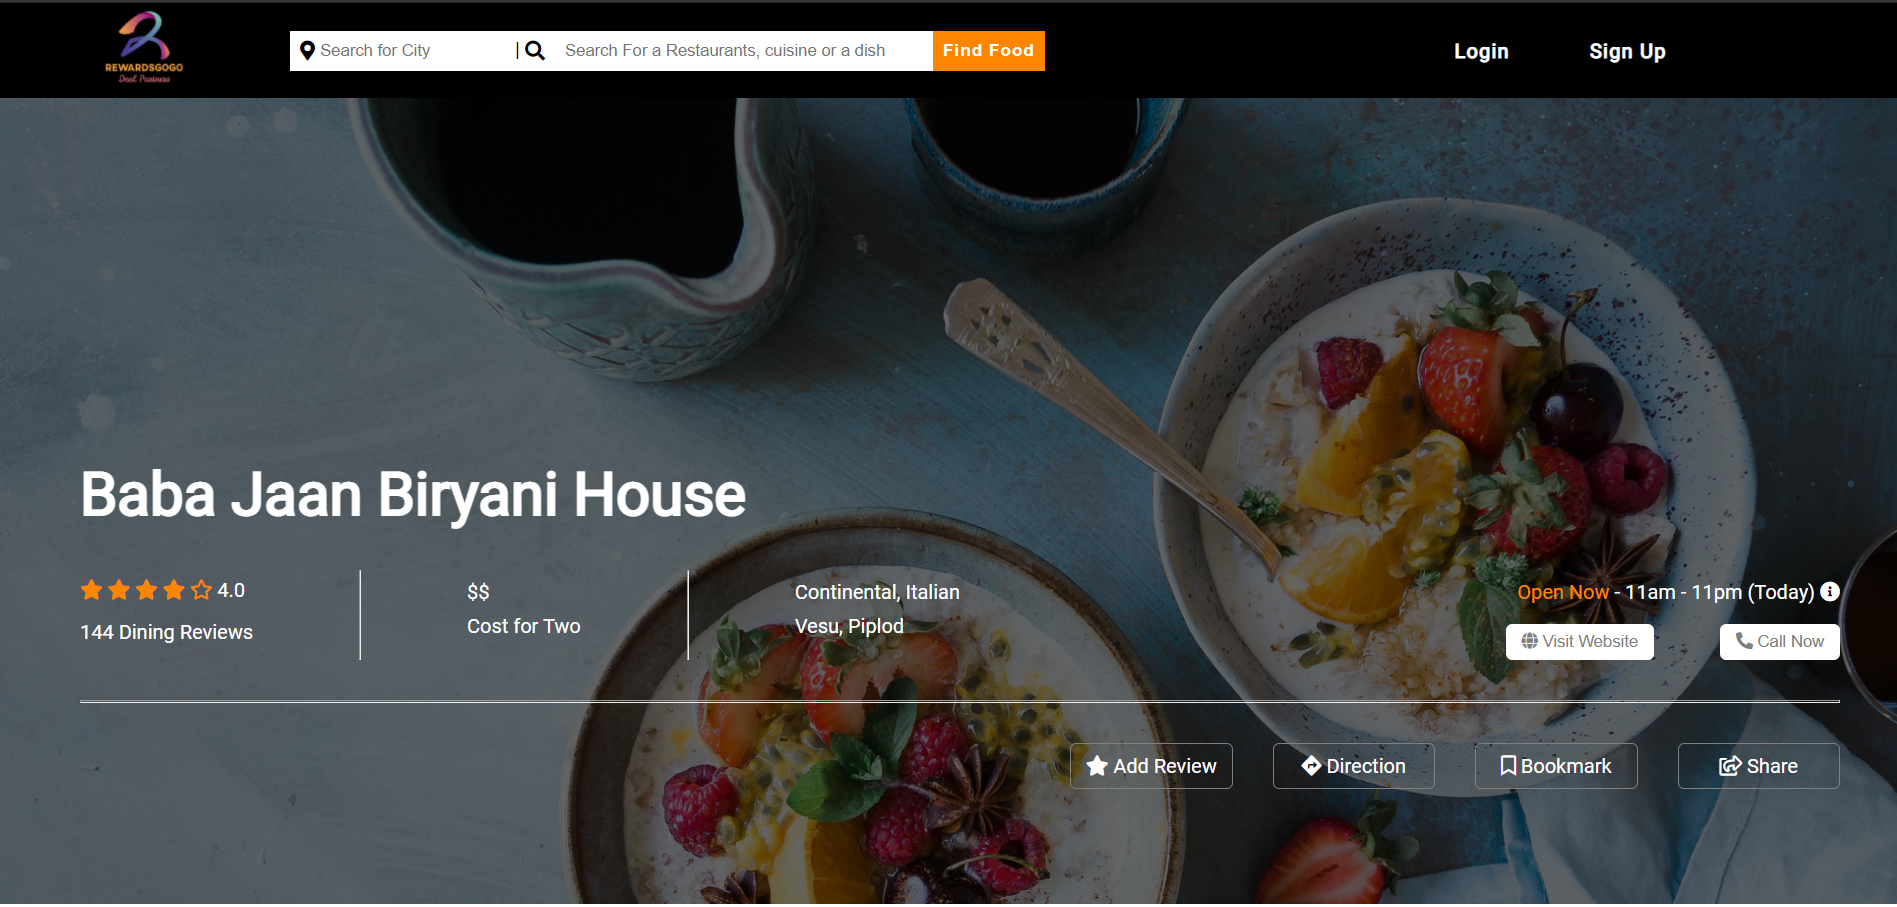 REWARDSGOGO
Deal Partners
Search for City
| Search For a Restaurants, cuisine or a dish
Find Food
Login
Sign Up
Baba Jaan Biryani House
4.0
144 Dining Reviews
$$
Cost for Two
Continental, Italian
Vesu, Piplod
Open Now - 11am - 11pm (Today)
Visit Website
Call Now
Add Review
Direction
Bookmark
Share